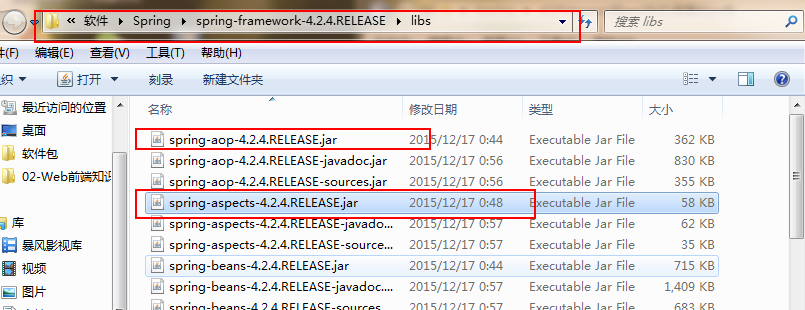 « 软件 ▸ Spring ▸ spring-framework-4.2.4.RELEASE ▸ libs
搜索 libs
件(F) 编辑(E) 查看(V) 工具(T) 帮助(H)
织 打开 刻录 新建文件夹
最近访问的位置
桌面
软件包
02-Web前端知识
库
暴风影视库
视频
图片
名称 修改日期 类型 大小
spring-aop-4.2.4.RELEASE.jar 2015/12/17 0:44 Executable Jar File 362 KB
spring-aop-4.2.4.RELEASE-javadoc.jar 2015/12/17 0:56 Executable Jar File 830 KB
spring-aop-4.2.4.RELEASE-sources.jar 2015/12/17 0:56 Executable Jar File 355 KB
spring-aspects-4.2.4.RELEASE.jar 2015/12/17 0:48 Executable Jar File 58 KB
spring-aspects-4.2.4.RELEASE-javado... 2015/12/17 0:57 Executable Jar File 62 KB
spring-aspects-4.2.4.RELEASE-source... 2015/12/17 0:57 Executable Jar File 35 KB
spring-beans-4.2.4.RELEASE.jar 2015/12/17 0:44 Executable Jar File 715 KB
spring-beans-4.2.4.RELEASE-javadoc.... 2015/12/17 0:57 Executable Jar File 1,409 KB
spring-beans-4.2.4.RELEASE-sources 2015/12/17 0:57 Executable Jar File 683 KB